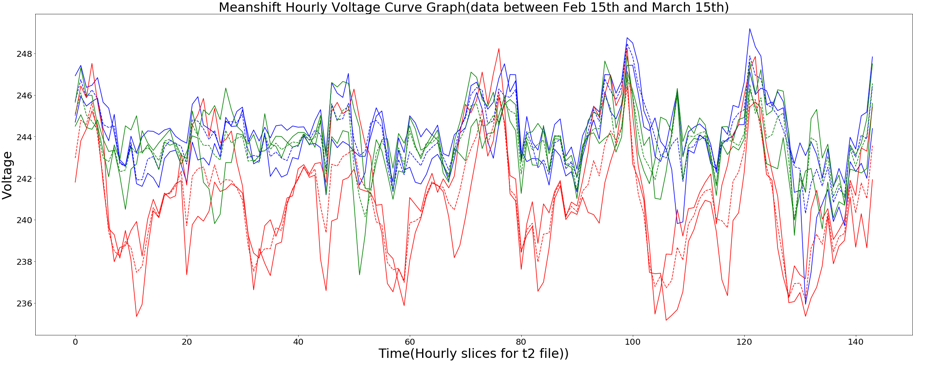 Meanshift Hourly Voltage Curve Graph(data between Feb 15th and March 15th)
Voltage
248
246
244
242
240
238
236
0 20 40 60 80 100 120 140
Time(Hourly slices for t2 file))